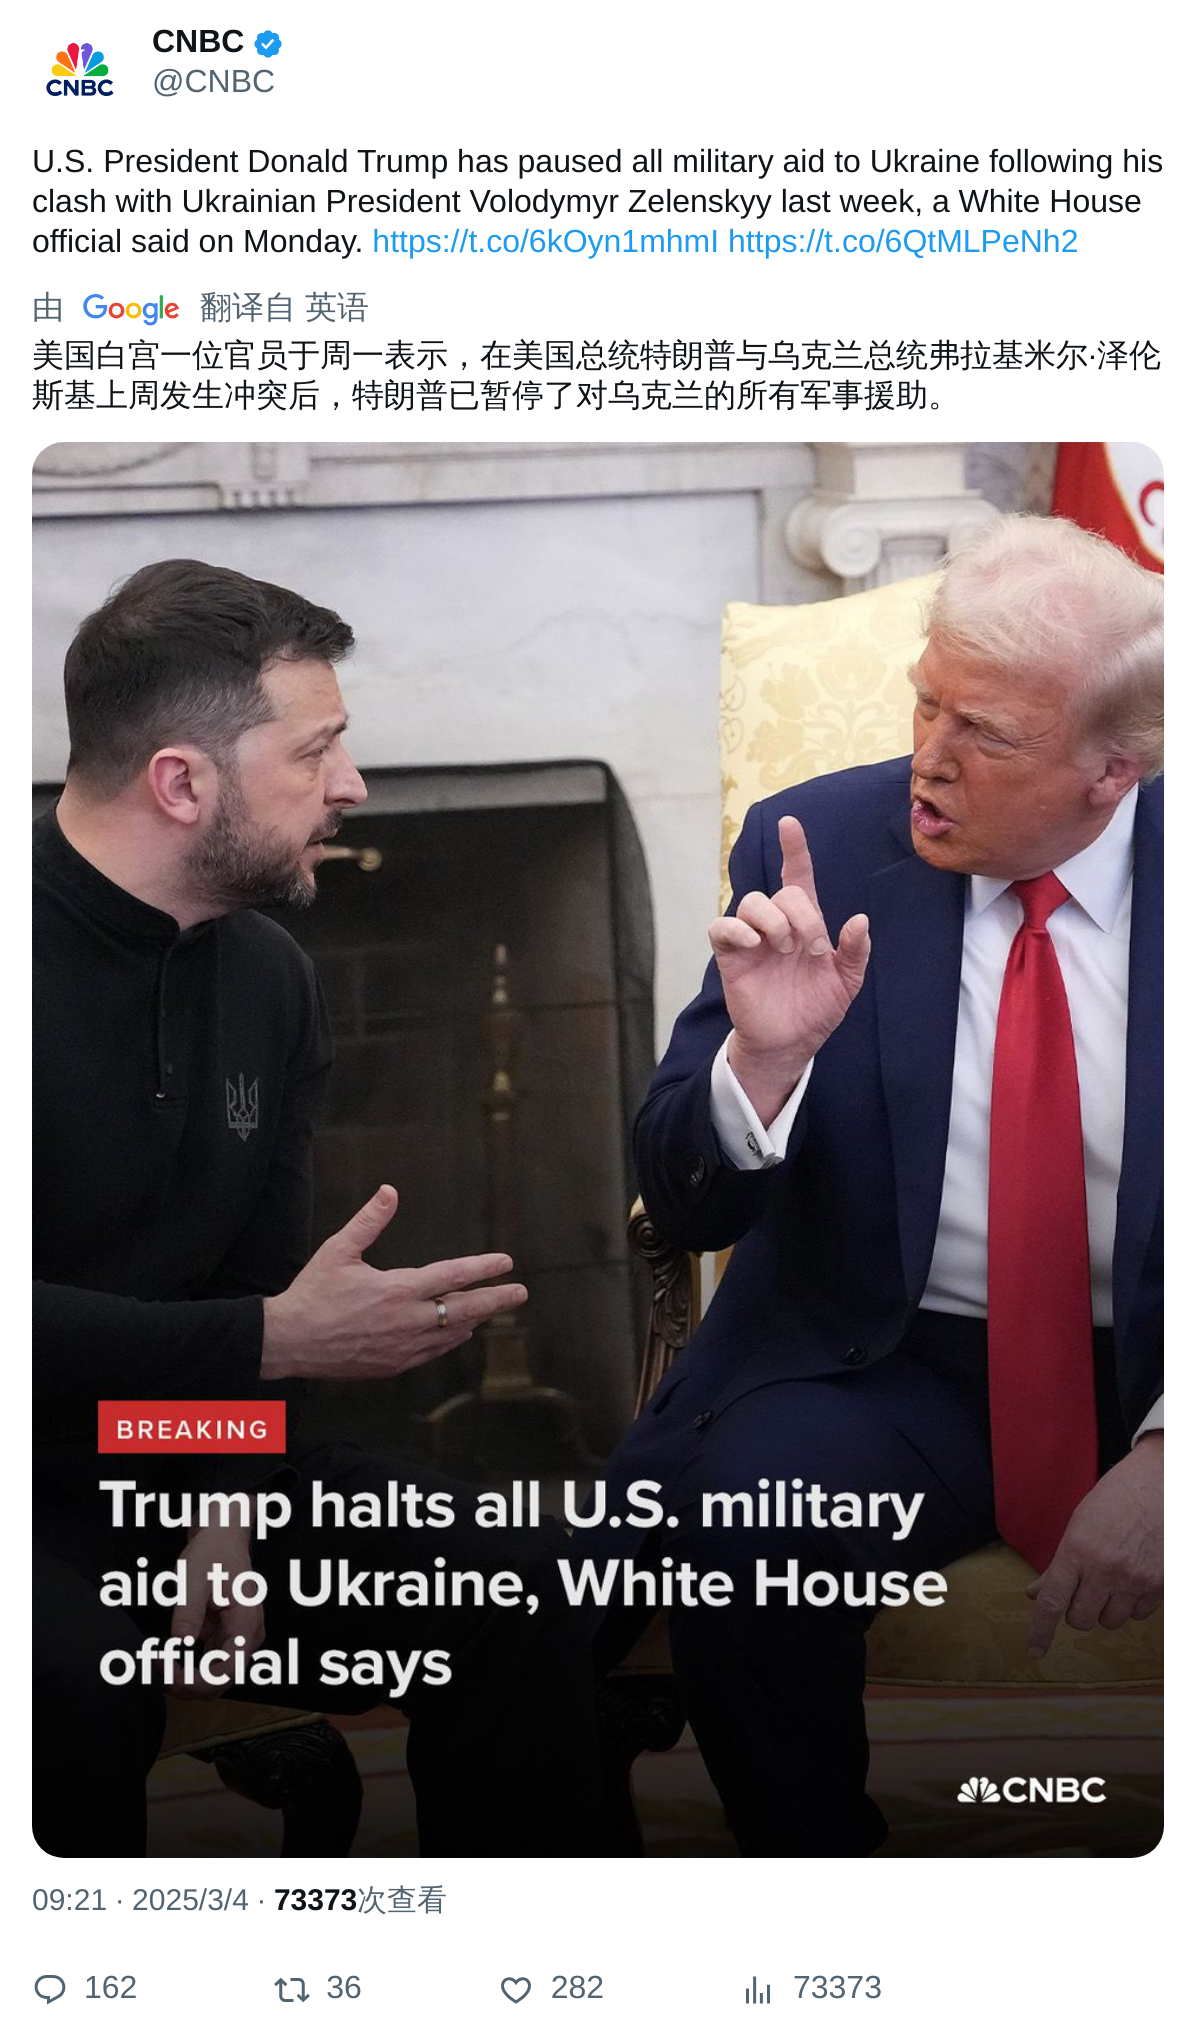 CNBC
CNBC
@CNBC
U.S. President Donald Trump has paused all military aid to Ukraine following his
clash with Ukrainian President Volodymyr Zelenskyy last week, a White House
official said on Monday. https://t.co/6kOyn1mhmI https://t.co/6QtMLPeNh2
由 Google 翻译自 英语
美国白宫一位官员于周一表示，在美国总统特朗普与乌克兰总统弗拉基米尔·泽伦
斯基上周发生冲突后，特朗普已暂停了对乌克兰的所有军事援助。
BREAKING
Trump halts all U.S. military
aid to Ukraine, White House
official says
CNBC
09:21 · 2025/3/4 · 73373次查看
162 36 282 73373